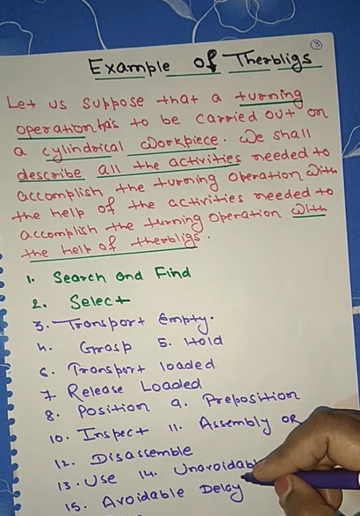 3
Example of Therbligs
Let us suppose that a turning
operation has to be carried out on
a cylindrical workpiece. We shall
describe all the activities needed to
accomplish the turning operation with
the help of the activities needed to
accomplish the turning operation with
the help of therbligs.
1. Search and Find
2. Select
3. Transport Empty.
4. Grasp 5. Hold
6. Transport loaded
7. Release Loaded
8. Position 9. Preposition
10. Inspect 11. Assembly OR
12. Disassemble
13. Use 14. Unavoidab
15. Avoidable Delay